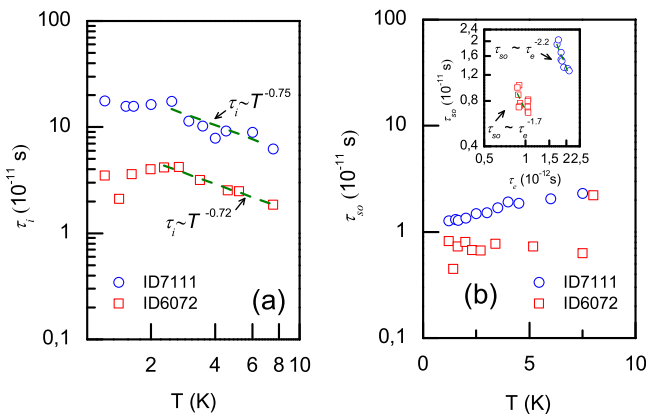 (a)
100
10
1
0,1
τi (10^-11 s)
τi~T^-0.75
τi~T^-0.72
ID7111
ID6072
2
4
6
8
10
T (K)
(b)
100
10
1
0,1
τso (10^-11 s)
ID7111
ID6072
0
5
10
T (K)
2,4
2
1,6
1,2
0,8
0,4
τso (10^-11 s)
τso ~ τe^-2.2
τso ~ τe^-1.7
0,5
1
1,5
2
2,5
τe (10^-12s)